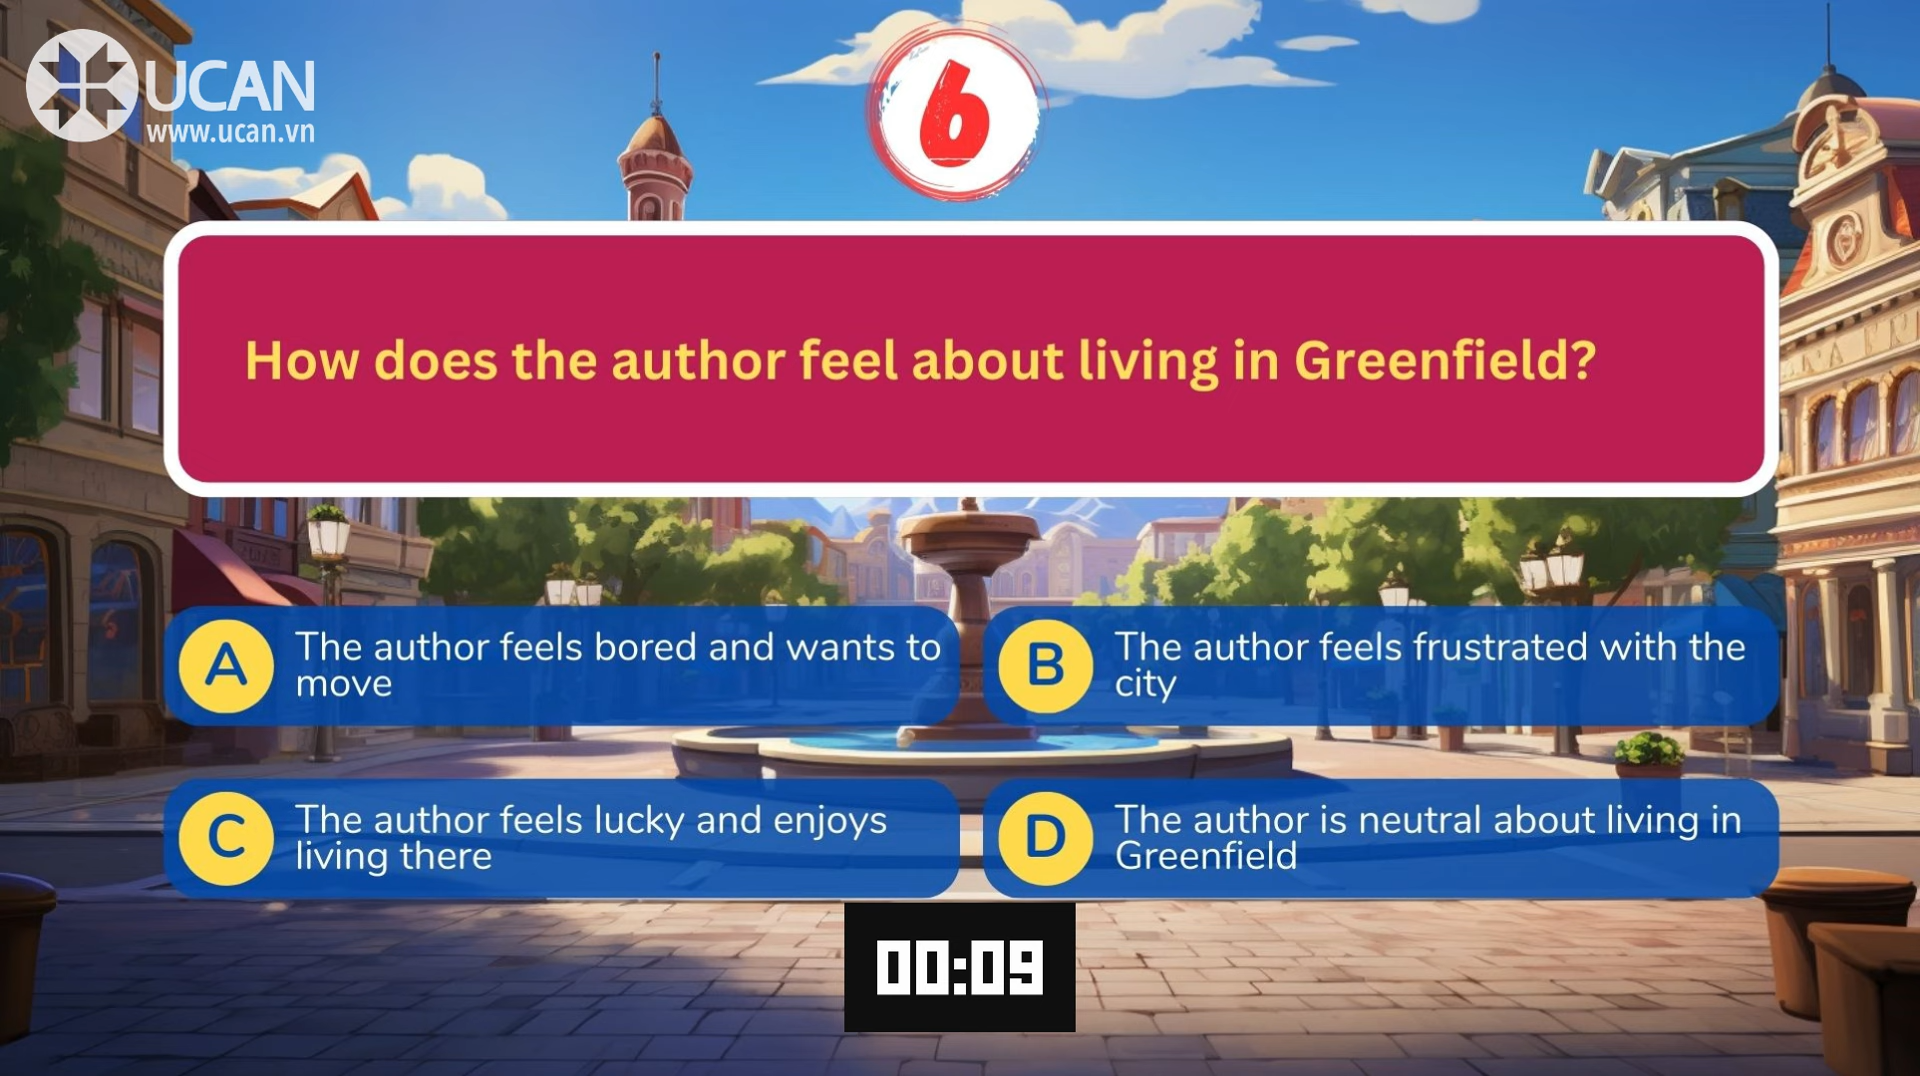 UCAN
www.ucan.vn
6
How does the author feel about living in Greenfield?
A
The author feels bored and wants to
move
B
The author feels frustrated with the
city
C
The author feels lucky and enjoys
living there
D
The author is neutral about living in
Greenfield
00:09